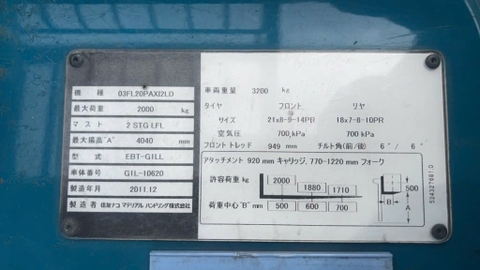 機種 03FL20PAXI2LD
最大荷重 2000 kg
マスト 2 STG LFL
最大揚高"A" 4040 mm
型式 EBT-G1LL
車体番号 G1L-10620
製造年月 2011.12
製造者 住友ナコ マテリアル ハンドリング株式会社
車両重量 3200 kg
タイヤ フロント リヤ
サイズ 21x8-9-14PR 18x7-8-10PR
空気圧 700 kPa 700 kPa
フロントトレッド 949 mm チルト角(前/後) 6° / 6°
アタッチメント 920 mm キャリッジ, 770-1220 mm フォーク
許容荷重 kg 2000 1880 1710
荷重中心"B" mm 500 600 700
500
B
A